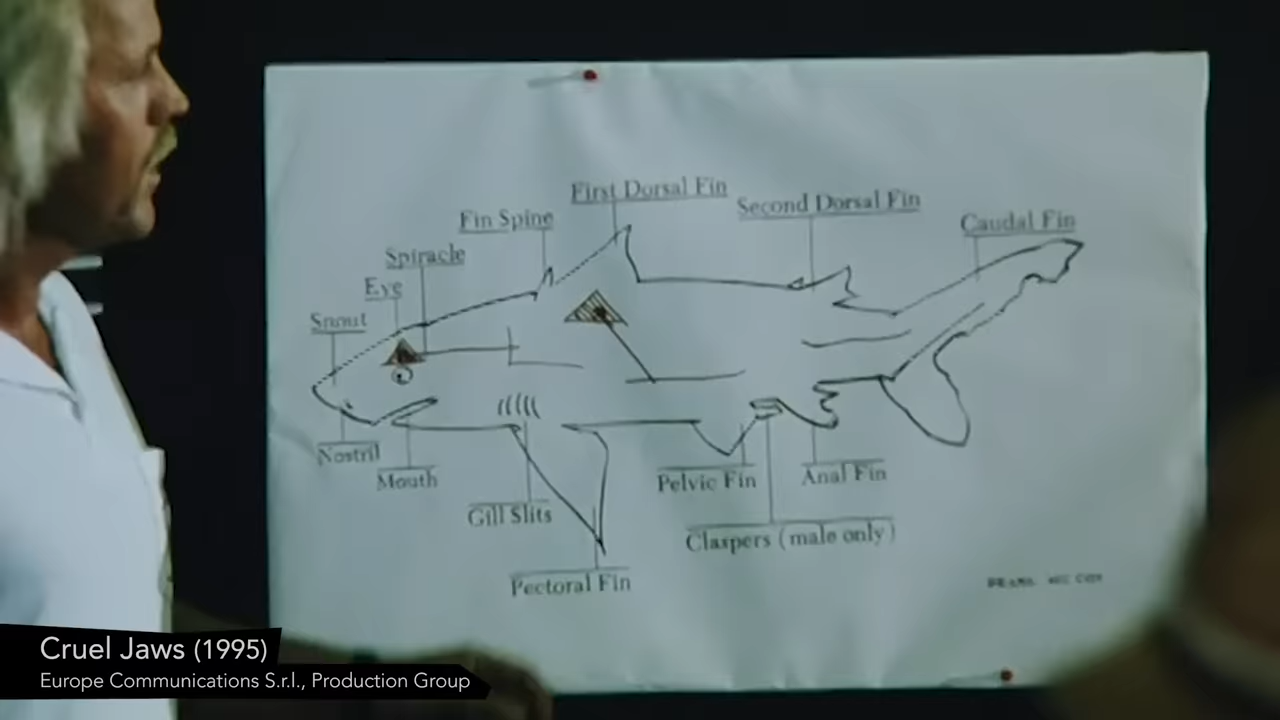 First Dorsal Fin
Second Dorsal Fin
Fin Spine
Caudal Fin
Spiracle
Eye
Snout
Nostril
Mouth
Pelvic Fin
Anal Fin
Gill Slits
Claspers (male only)
Pectoral Fin
Cruel Jaws (1995)
Europe Communications S.r.l., Production Group